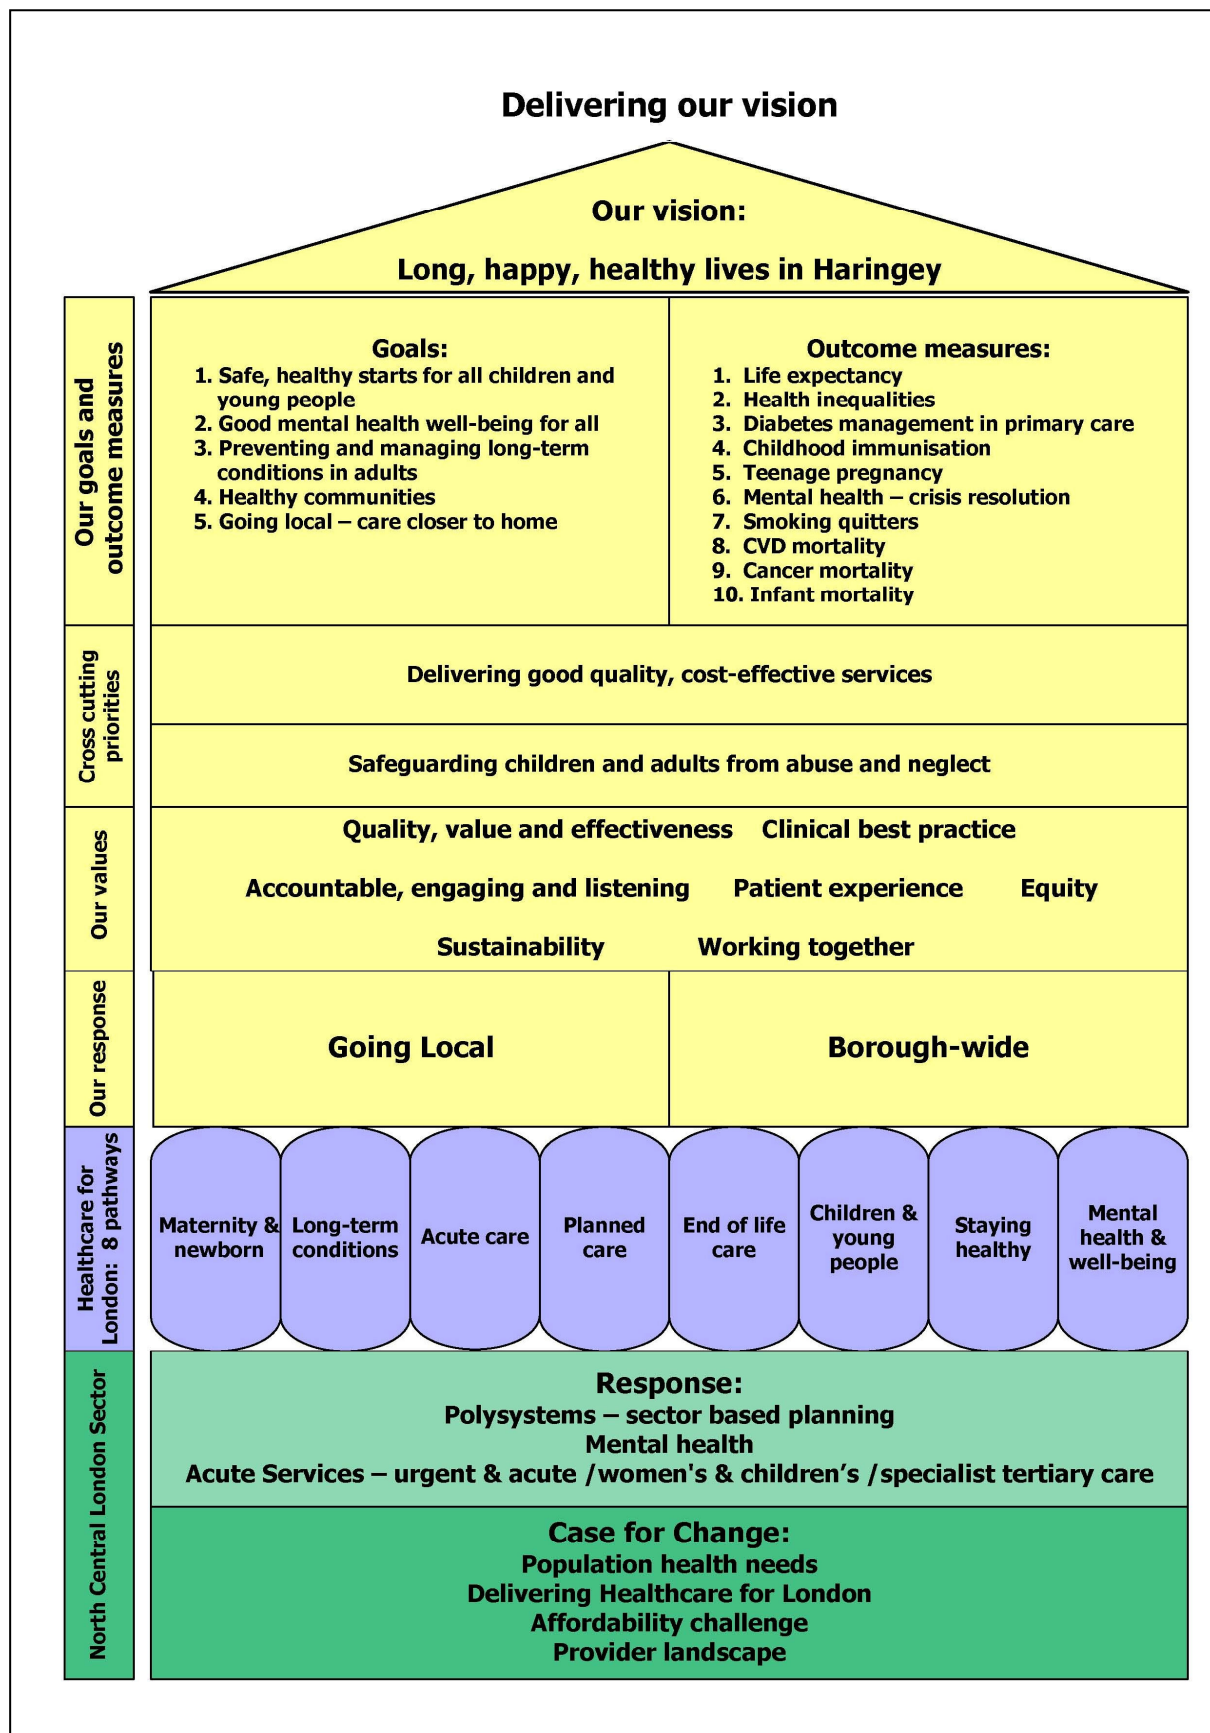 Delivering our vision
Our vision:
Long, happy, healthy lives in Haringey
Our goals and
outcome measures
Goals:
1. Safe, healthy starts for all children and
young people
2. Good mental health well-being for all
3. Preventing and managing long-term
conditions in adults
4. Healthy communities
5. Going local – care closer to home
Outcome measures:
1. Life expectancy
2. Health inequalities
3. Diabetes management in primary care
4. Childhood immunisation
5. Teenage pregnancy
6. Mental health – crisis resolution
7. Smoking quitters
8. CVD mortality
9. Cancer mortality
10. Infant mortality
Cross cutting
priorities
Delivering good quality, cost-effective services
Safeguarding children and adults from abuse and neglect
Our values
Quality, value and effectiveness Clinical best practice
Accountable, engaging and listening Patient experience Equity
Sustainability Working together
Our response
Going Local
Borough-wide
Healthcare for
London: 8 pathways
Maternity &
newborn
Long-term
conditions
Acute care
Planned
care
End of life
care
Children &
young
people
Staying
healthy
Mental
health &
well-being
North Central London Sector
Response:
Polysystems – sector based planning
Mental health
Acute Services – urgent & acute /women's & children’s /specialist tertiary care
Case for Change:
Population health needs
Delivering Healthcare for London
Affordability challenge
Provider landscape